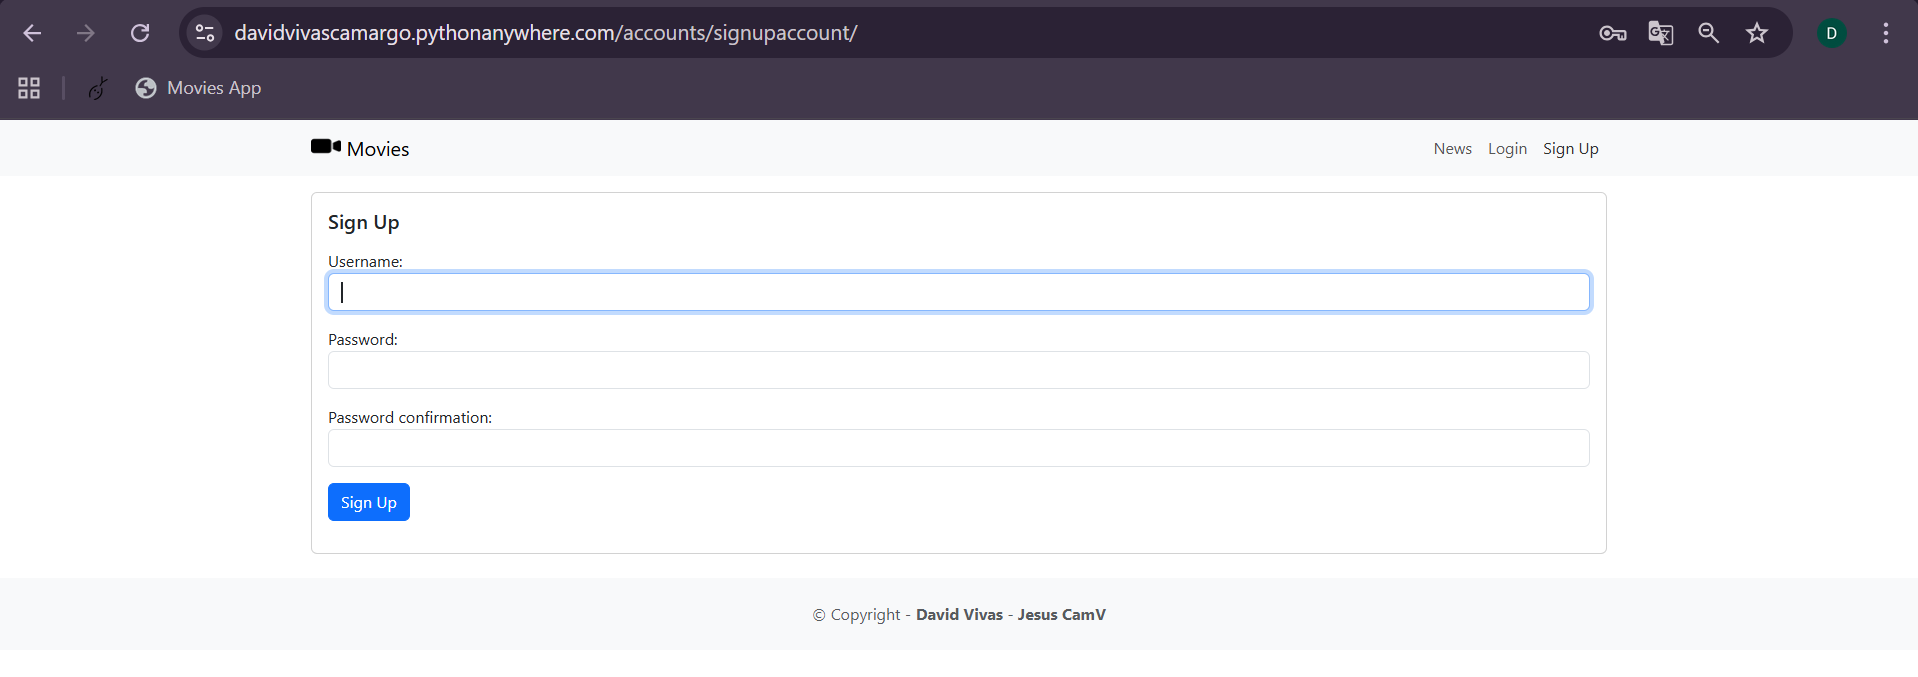 davidvivascamargo.pythonanywhere.com/accounts/signupaccount/
D
Movies App
Movies
News Login Sign Up
Sign Up
Username:
Password:
Password confirmation:
Sign Up
© Copyright - David Vivas - Jesus CamV